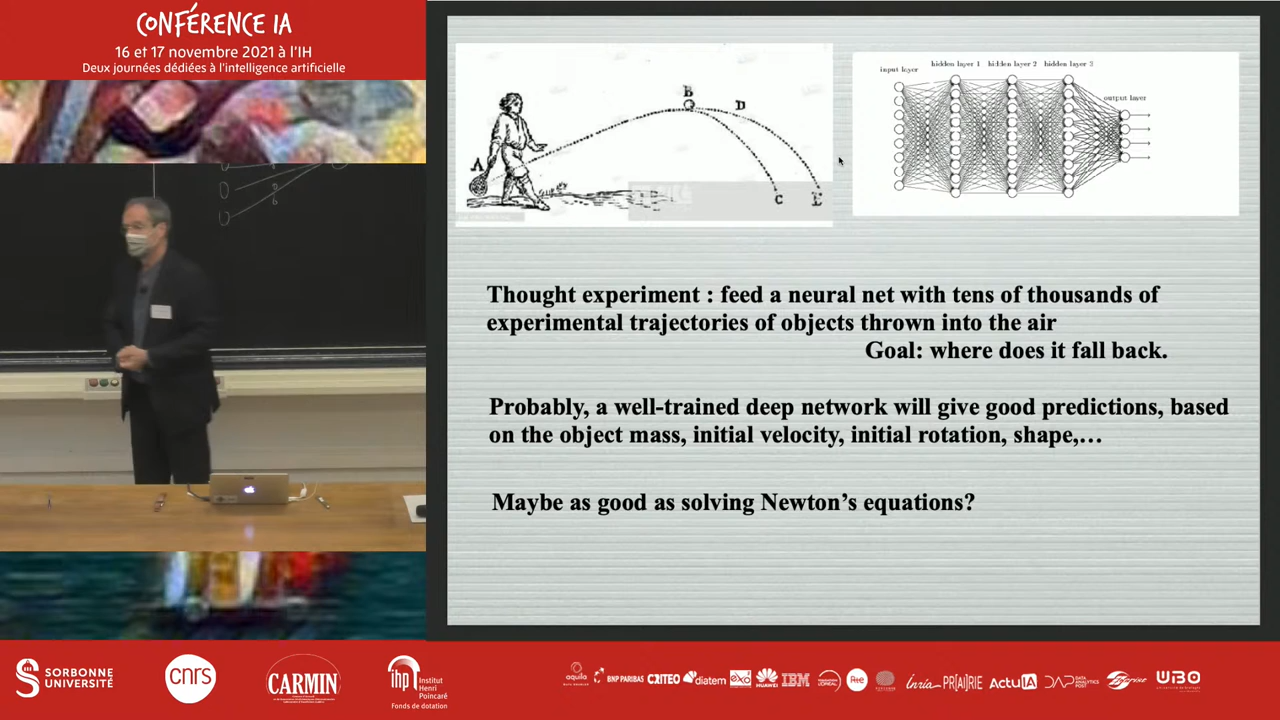 CONFÉRENCE IA
16 et 17 novembre 2021 à l'IH
Deux journées dédiées à l'intelligence artificielle
A
B
D
C
E
input layer
hidden layer 1 hidden layer 2 hidden layer 3
output layer
Thought experiment : feed a neural net with tens of thousands of
experimental trajectories of objects thrown into the air
Goal: where does it fall back.
Probably, a well-trained deep network will give good predictions, based
on the object mass, initial velocity, initial rotation, shape,…
Maybe as good as solving Newton's equations?
SORBONNE
UNIVERSITÉ
cnrs
CARMIN
ihp
Institut
Henri
Poincaré
Fonds de dotation
aquila
BNP PARIBAS
CRITEO
diatem
exo
HUAWEI
IBM
L'ORÉAL
Inria
PR[AI]RIE
ActuIA
DAP DATA ANALYTICS POST
UBO